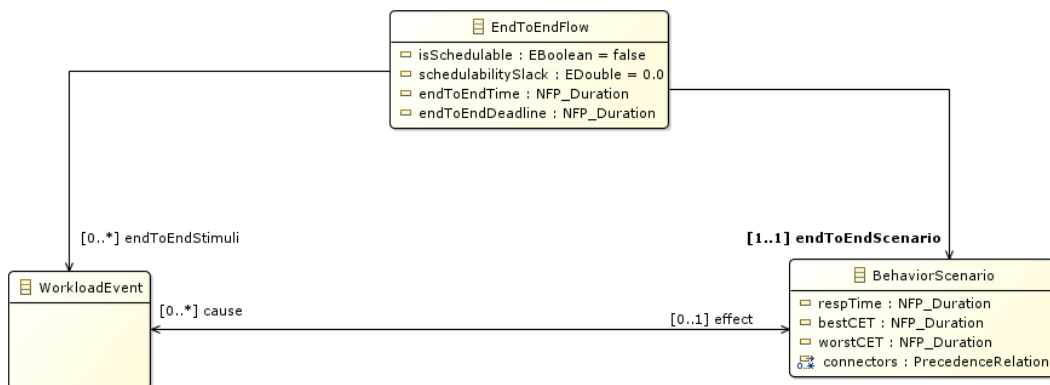 EndToEndFlow
isSchedulable : EBoolean = false
schedulabilitySlack : EDouble = 0.0
endToEndTime : NFP_Duration
endToEndDeadline : NFP_Duration
[0..*] endToEndStimuli
[1..1] endToEndScenario
WorkloadEvent
[0..*] cause
[0..1] effect
BehaviorScenario
respTime : NFP_Duration
bestCET : NFP_Duration
worstCET : NFP_Duration
0..* connectors : PrecedenceRelation